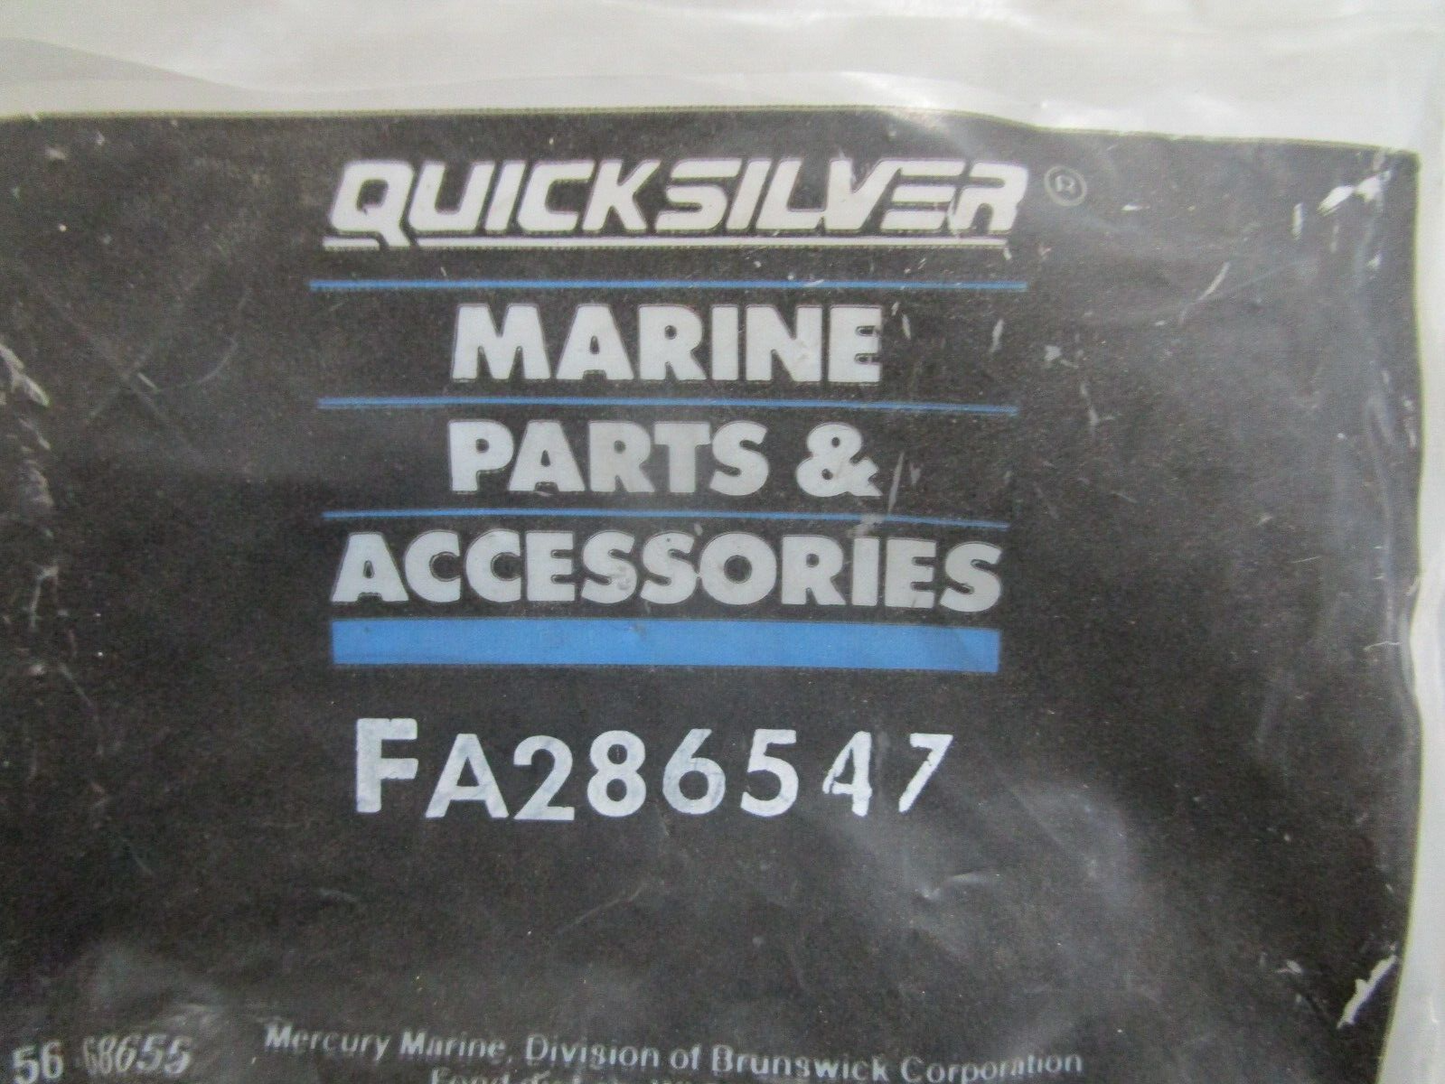 QUICKSILVER ®
MARINE
PARTS &
ACCESSORIES
FA286547
56 68655
Mercury Marine, Division of Brunswick Corporation